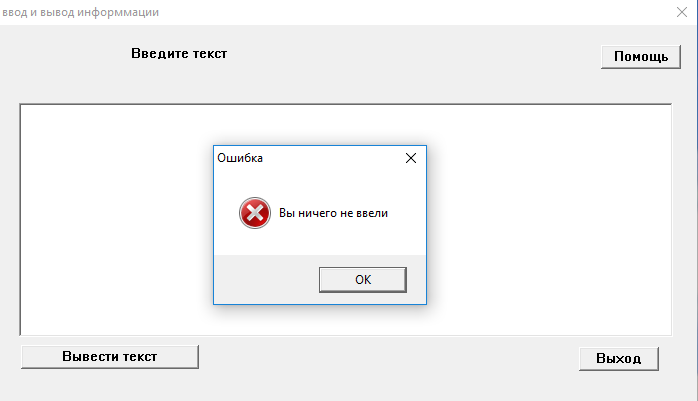 ввод и вывод информмации
Введите текст
Помощь
Ошибка
Вы ничего не ввели
OK
Вывести текст
Выход